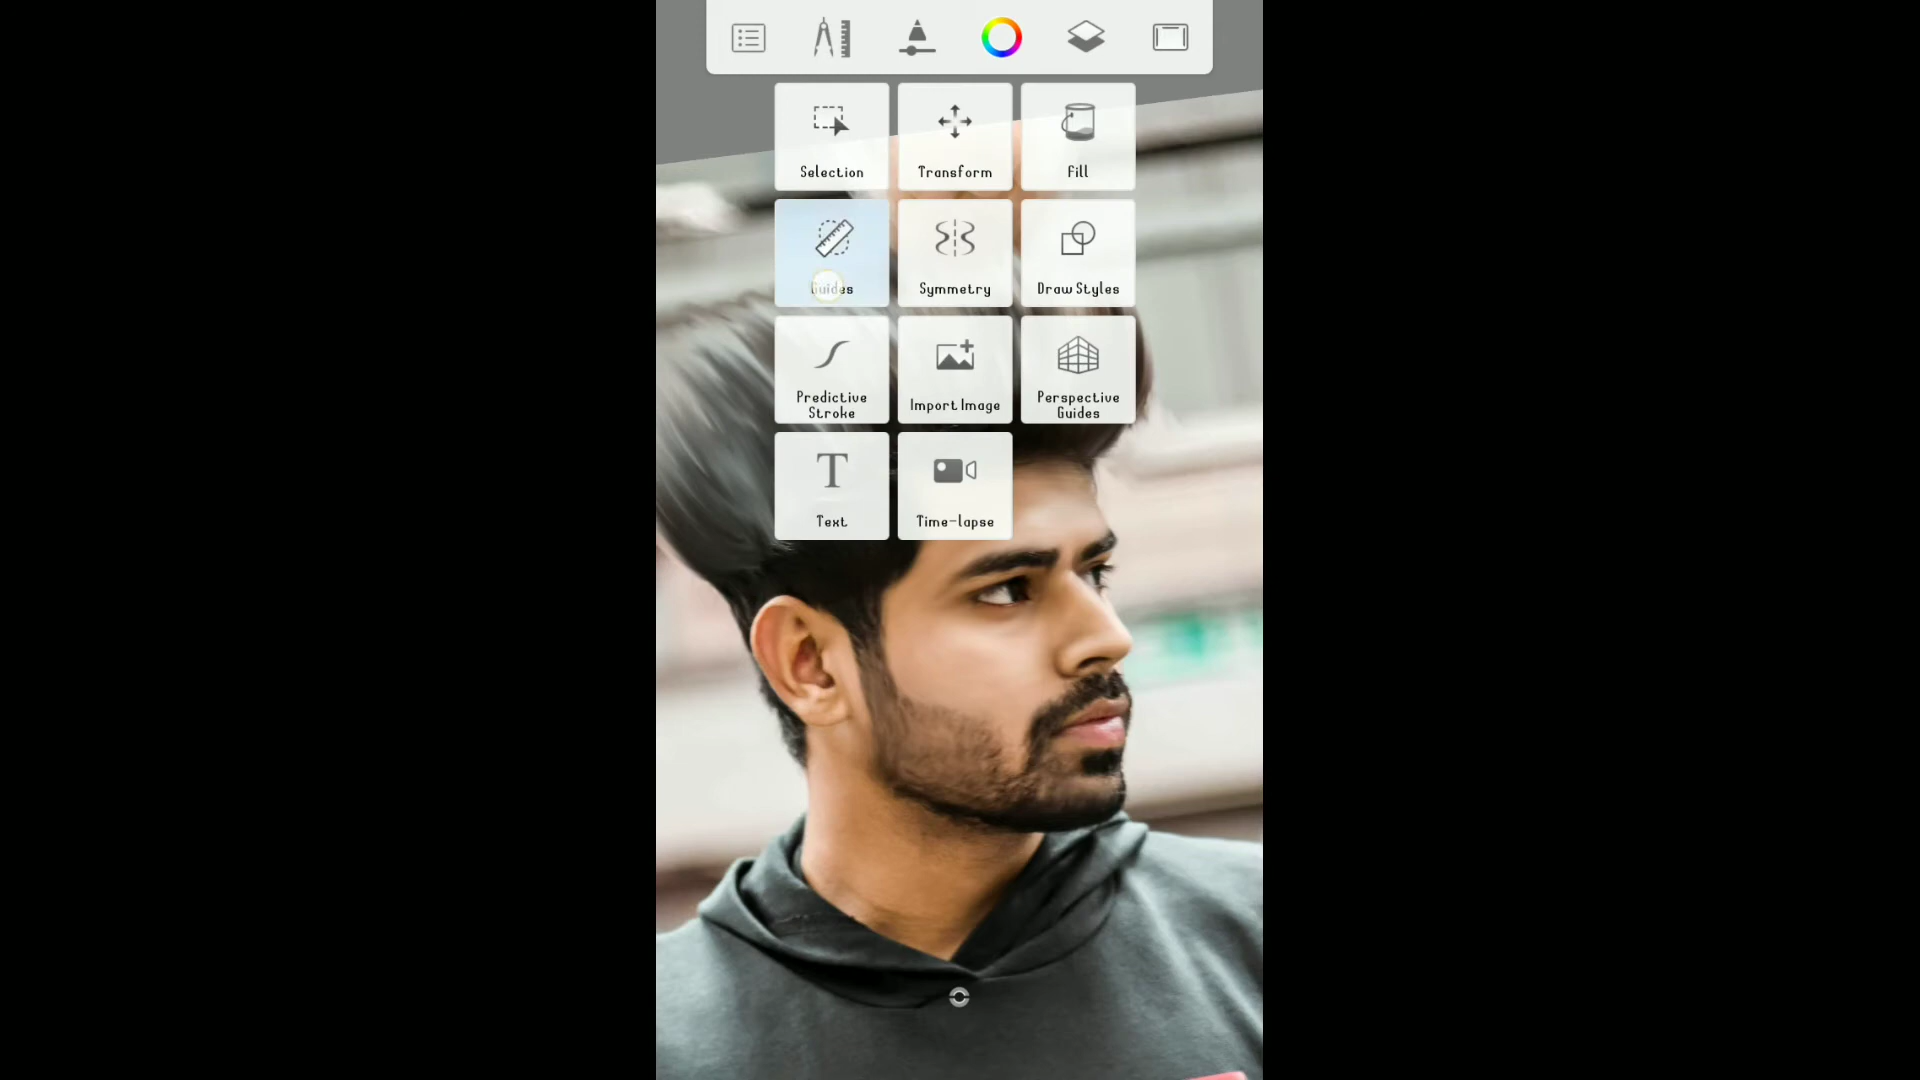 Selection
Transform
Fill
Guides
Symmetry
Draw Styles
Predictive
Stroke
Import Image
Perspective
Guides
Text
Time-lapse